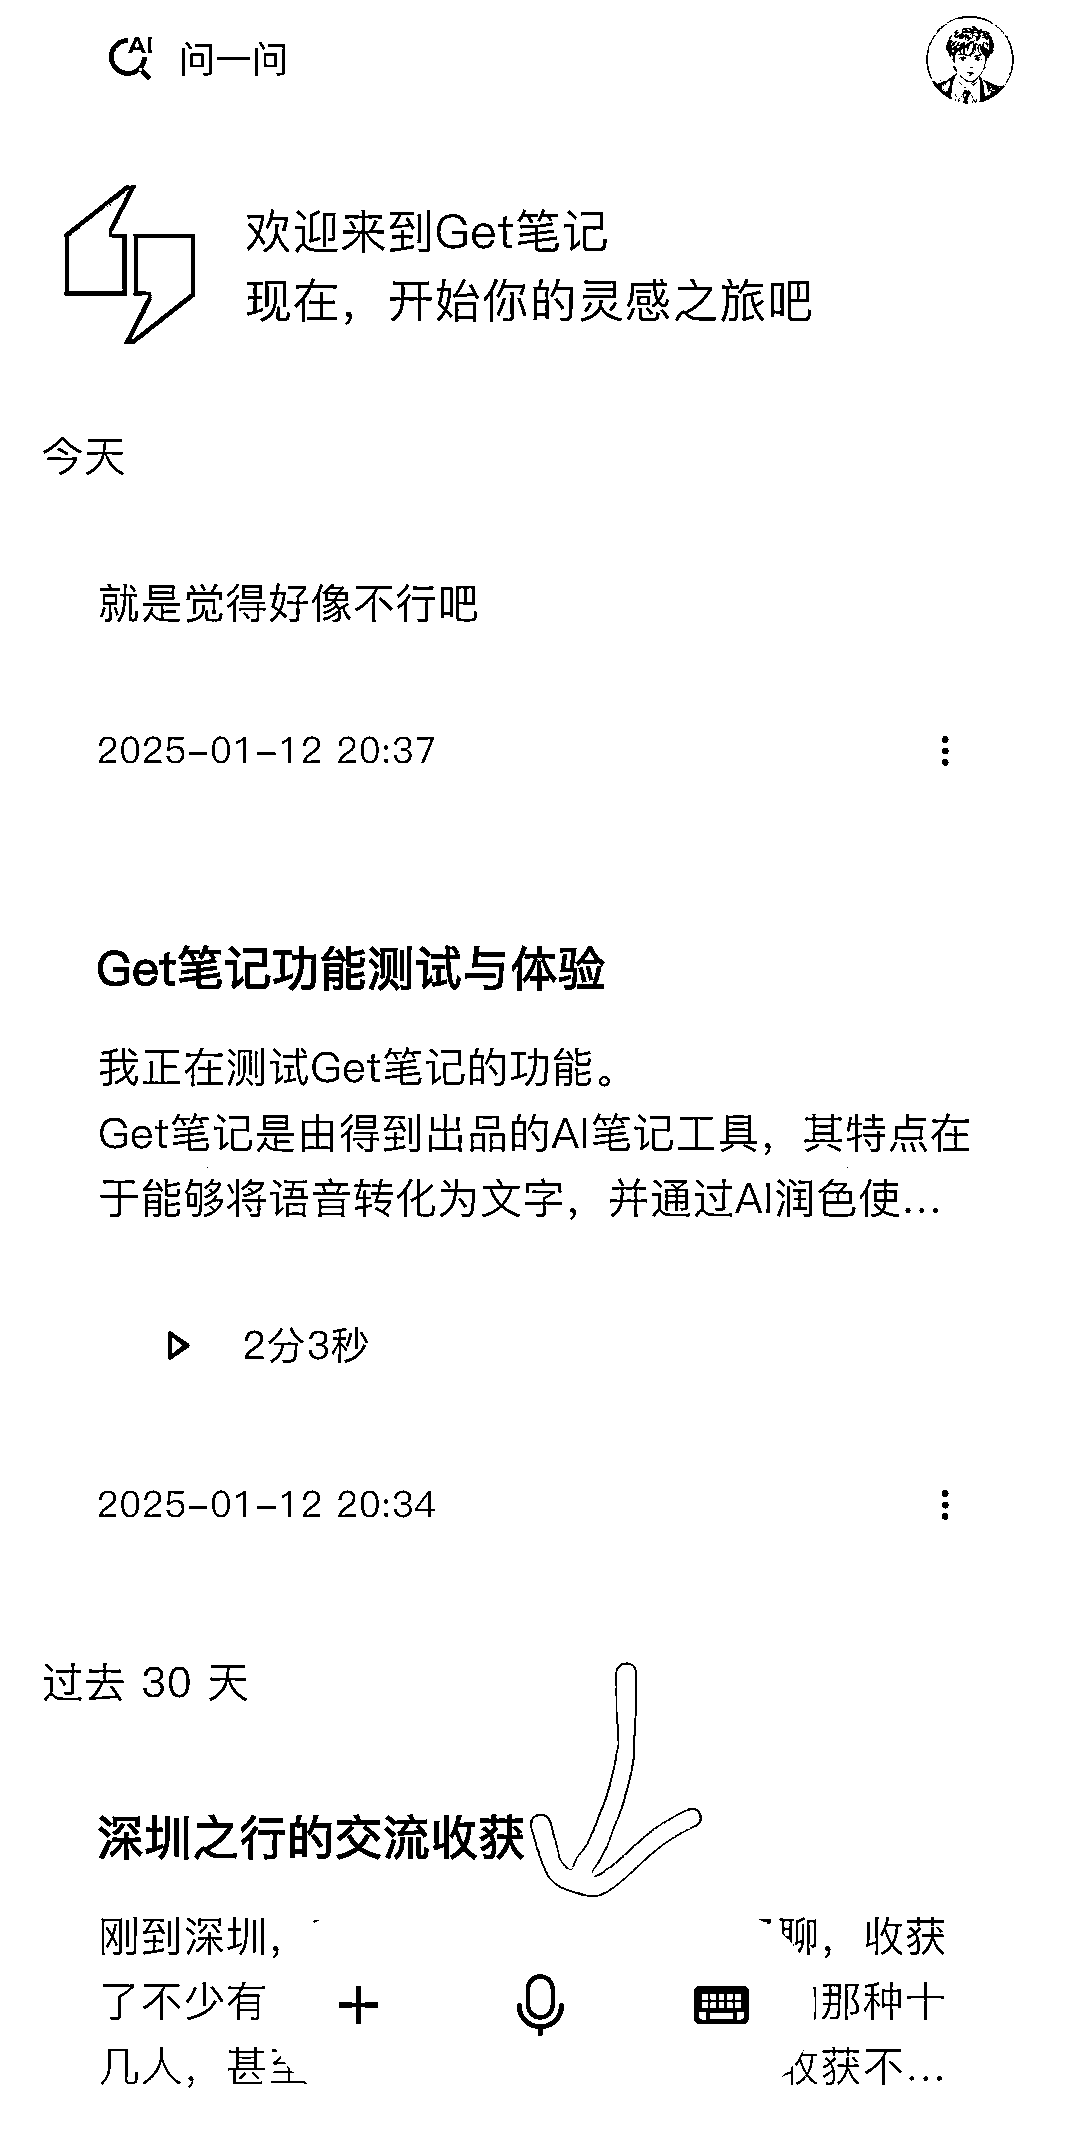 AI 问一问
欢迎来到Get笔记
现在，开始你的灵感之旅吧
今天
就是觉得好像不行吧
2025-01-12 20:37
Get笔记功能测试与体验
我正在测试Get笔记的功能。
Get笔记是由得到出品的AI笔记工具，其特点在
于能够将语音转化为文字，并通过AI润色使...
2分3秒
2025-01-12 20:34
过去 30 天
深圳之行的交流收获
刚到深圳， 聊，收获
了不少有 那种十
几人，甚至 收获不...